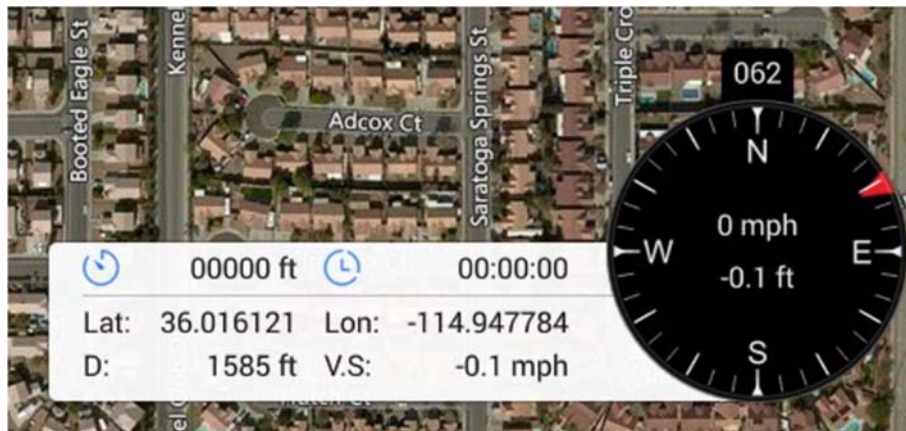 Booted Eagle St
Kennel
Adcox Ct
Saratoga Springs St
Triple Cro
062
N
W
E
S
0 mph
-0.1 ft
00000 ft
00:00:00
Lat: 36.016121 Lon: -114.947784
D: 1585 ft V.S: -0.1 mph